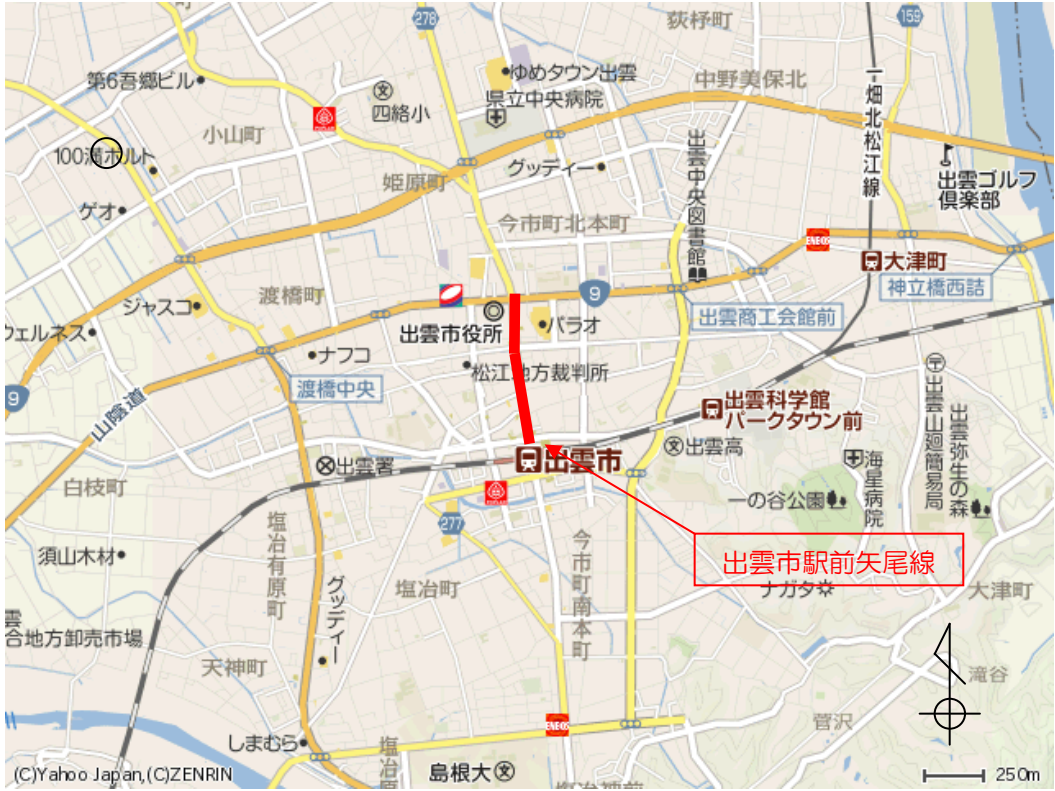 278
荻杼町
159
第6吾郷ビル
ゆめタウン出雲
中野美保北
四絡小
県立中央病院
小山町
一畑北松江線
100満ボルト
グッディー
出雲中央図書館
姫原町
出雲ゴルフ
倶楽部
ゲオ
今市町北本町
ENEOS
大津町
渡橋町
神立橋西詰
9
ジャスコ
出雲市役所
パラオ
出雲商工会館前
ウェルネス
ナフコ
松江地方裁判所
渡橋中央
9
山陰道
出雲科学館
パークタウン前
出雲山廻簡易局
出雲弥生の森
出雲署
出雲市
出雲高
海星病院
白枝町
一の谷公園
277
塩冶有原町
今市町南本町
須山木材
出雲市駅前矢尾線
グッディー
塩冶町
ナガタ
大津町
雲
合地方卸売市場
天神町
滝谷
菅沢
ENEOS
しまむら
塩冶原
島根大
塩冶神前
(C)Yahoo Japan,(C)ZENRIN
250m